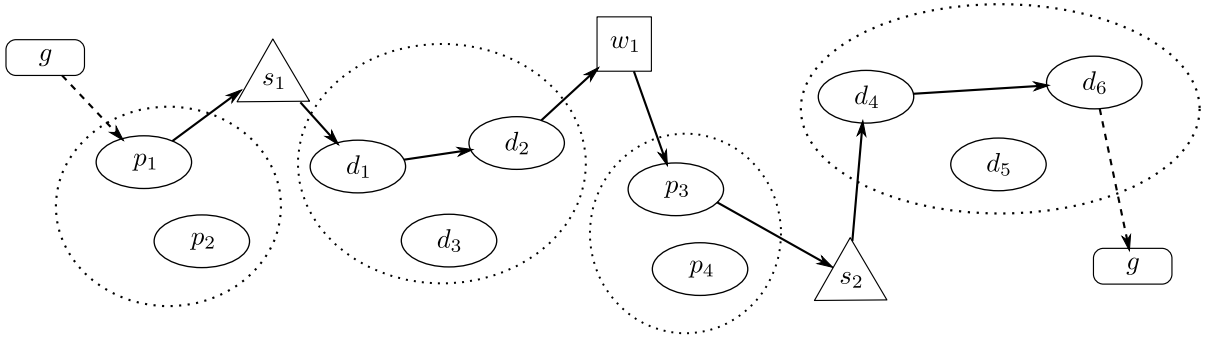 g
p₁
p₂
s₁
d₁
d₂
d₃
w₁
p₃
p₄
s₂
d₄
d₅
d₆
g